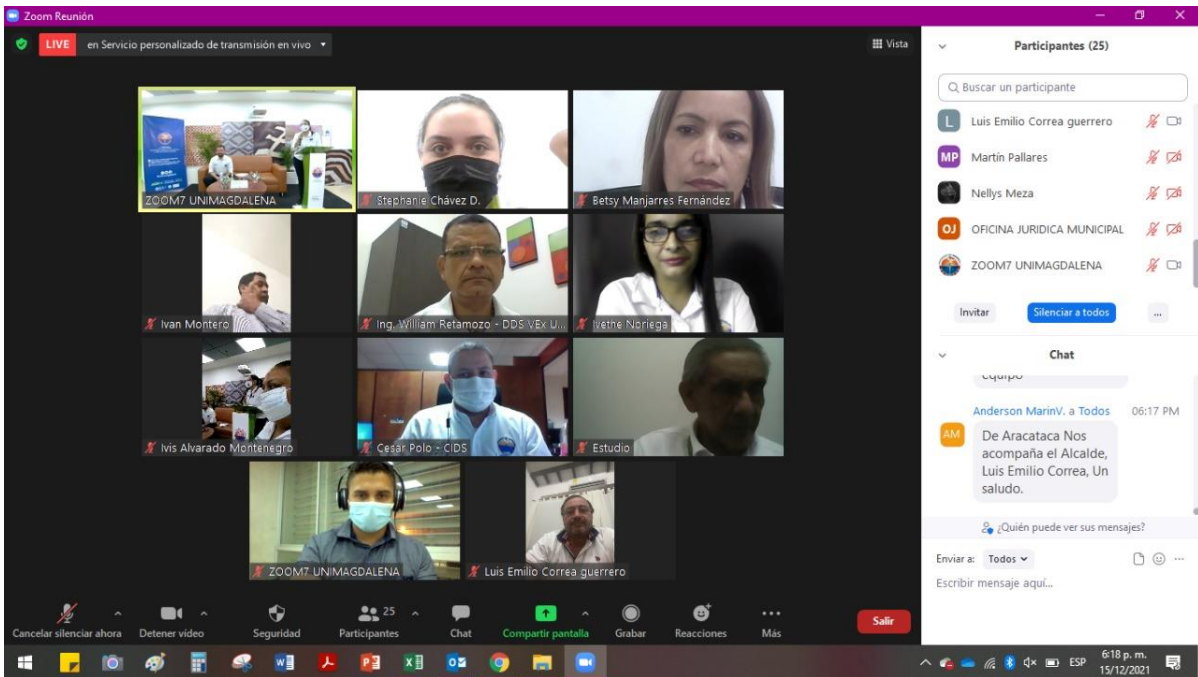 Zoom Reunión
LIVE en Servicio personalizado de transmisión en vivo
Vista
ZOOM7 UNIMAGDALENA
Stephanie Chávez D.
Betsy Manjarres Fernández
Ivan Montero
Ing. William Retamozo - DDS VEx U...
Ivethe Noriega
Ivis Alvarado Montenegro
Cesar Polo - CIDS
Estudio
ZOOM7 UNIMAGDALENA
Luis Emilio Correa guerrero
Cancelar silenciar ahora
Detener vídeo
Seguridad
25
Participantes
Chat
Compartir pantalla
Grabar
Reacciones
Más
Salir
Participantes (25)
Buscar un participante
L Luis Emilio Correa guerrero
MP Martín Pallares
Nellys Meza
OJ OFICINA JURIDICA MUNICIPAL
ZOOM7 UNIMAGDALENA
Invitar Silenciar a todos ...
Chat
equipo
Anderson MarinV. a Todos 06:17 PM
AM
De Aracataca Nos
acompaña el Alcalde,
Luis Emilio Correa, Un
saludo.
¿Quién puede ver sus mensajes?
Enviar a: Todos
Escribir mensaje aquí...
ESP
6:18 p. m.
15/12/2021